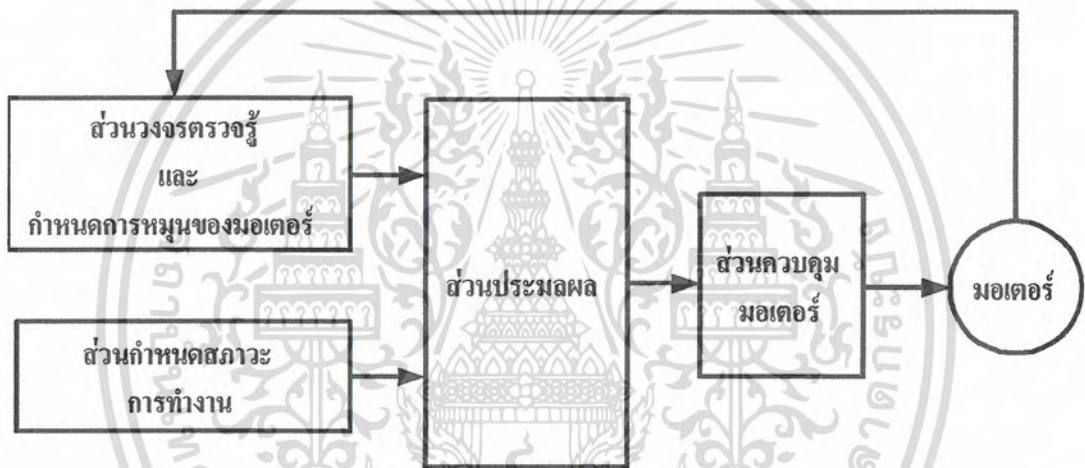 ส่วนวงจรตรวจรู้
และ
กำหนดการหมุนของมอเตอร์
ส่วนกำหนดสภาวะ
การทำงาน
ส่วนประมลผล
ส่วนควบคุม
มอเตอร์
มอเตอร์